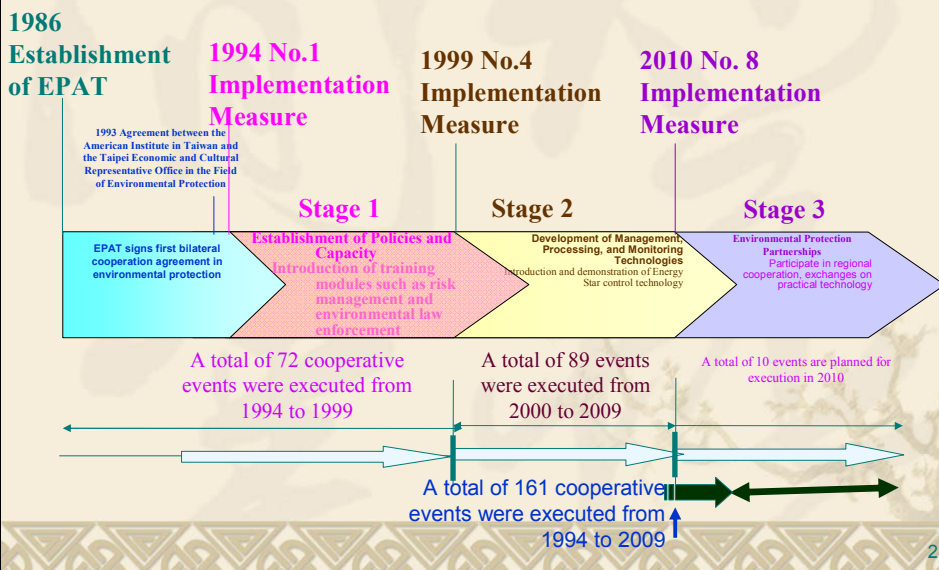 1986
Establishment
of EPAT
1994 No.1
Implementation
Measure
1999 No.4
Implementation
Measure
2010 No. 8
Implementation
Measure
1993 Agreement between the
American Institute in Taiwan and
the Taipei Economic and Cultural
Representative Office in the Field
of Environmental Protection
Stage 1
Stage 2
Stage 3
EPAT signs first bilateral
cooperation agreement in
environmental protection
Establishment of Policies and
Capacity
Introduction of training
modules such as risk
management and
environmental law
enforcement
Development of Management,
Processing, and Monitoring
Technologies
Introduction and demonstration of Energy
Star control technology
Environmental Protection
Partnerships
Participate in regional
cooperation, exchanges on
practical technology
A total of 72 cooperative
events were executed from
1994 to 1999
A total of 89 events
were executed from
2000 to 2009
A total of 10 events are planned for
execution in 2010
A total of 161 cooperative
events were executed from
1994 to 2009
2